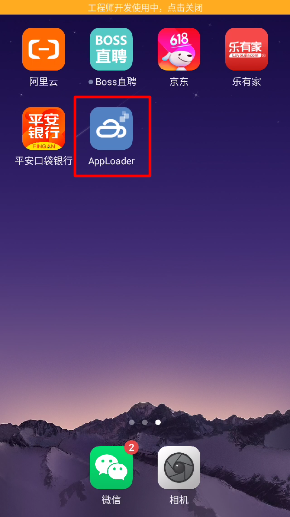 工程师开发使用中，点击关闭
BOSS
直聘
618
乐有家
阿里云
Boss直聘
京东
乐有家
平安
银行
平安口袋银行
AppLoader
2
微信
相机